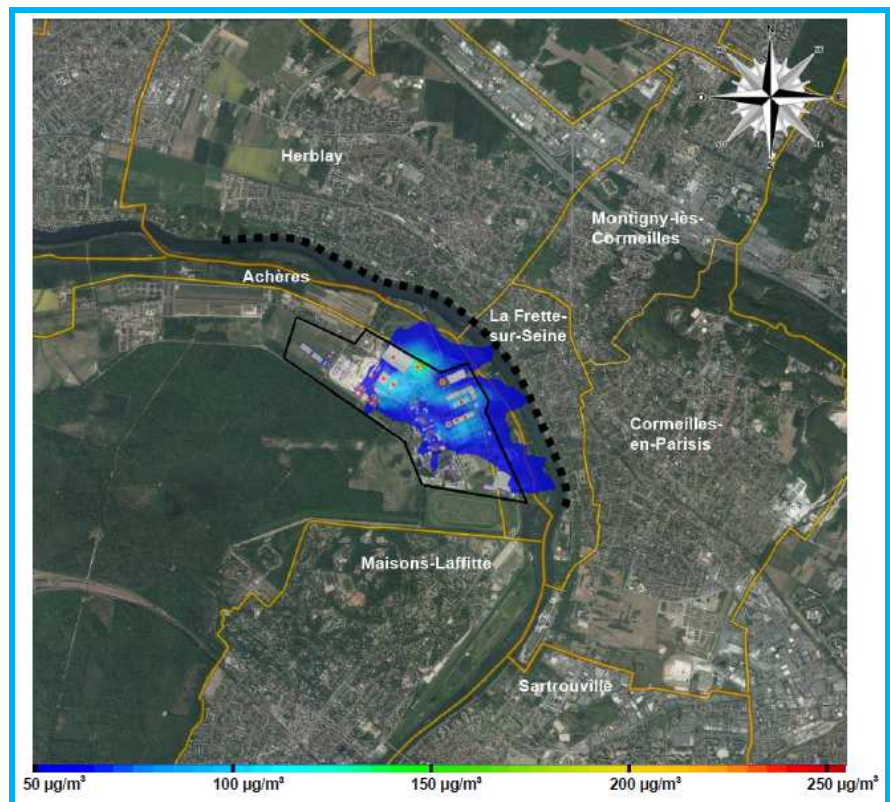 N
O
S
Herblay
Montigny-lès-
Cormeilles
Achères
La Frette-
sur-Seine
Cormeilles-
en-Parisis
Maisons-Laffitte
Sartrouville
50 µg/m³
100 µg/m³
150 µg/m³
200 µg/m³
250 µg/m³